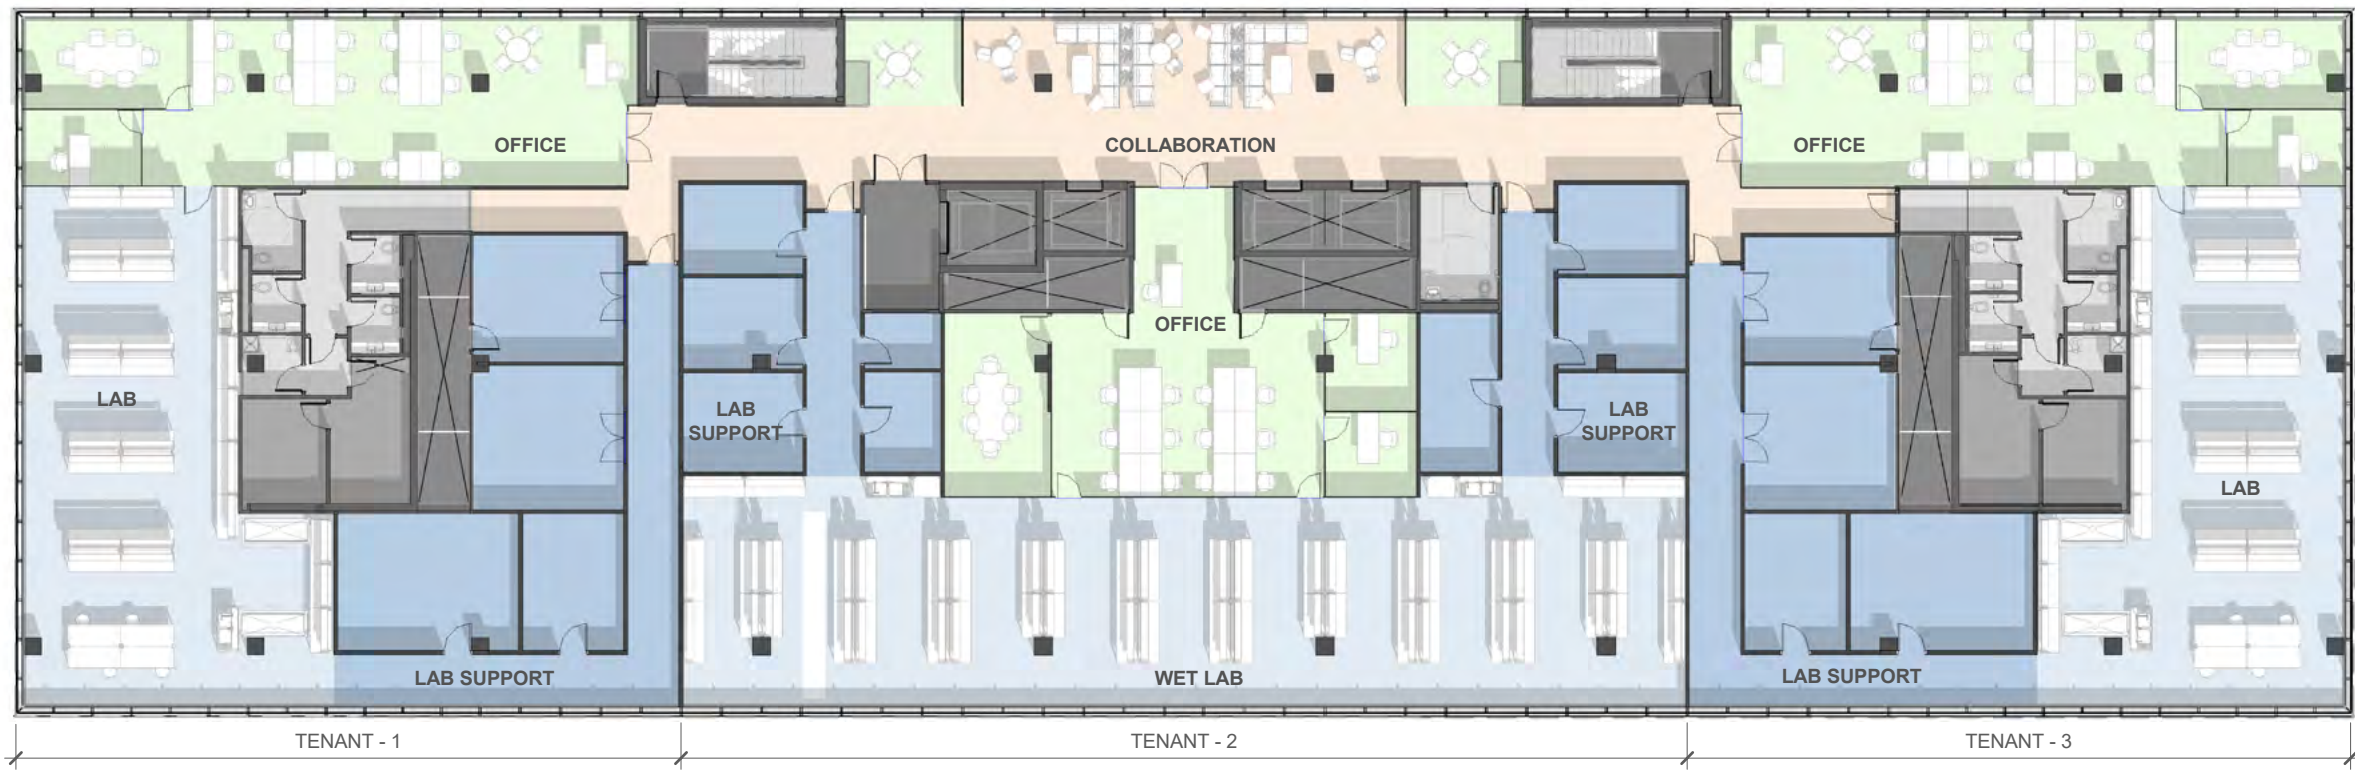 OFFICE
COLLABORATION
OFFICE
OFFICE
LAB
LAB
SUPPORT
LAB
SUPPORT
LAB
LAB SUPPORT
WET LAB
LAB SUPPORT
TENANT - 1
TENANT - 2
TENANT - 3